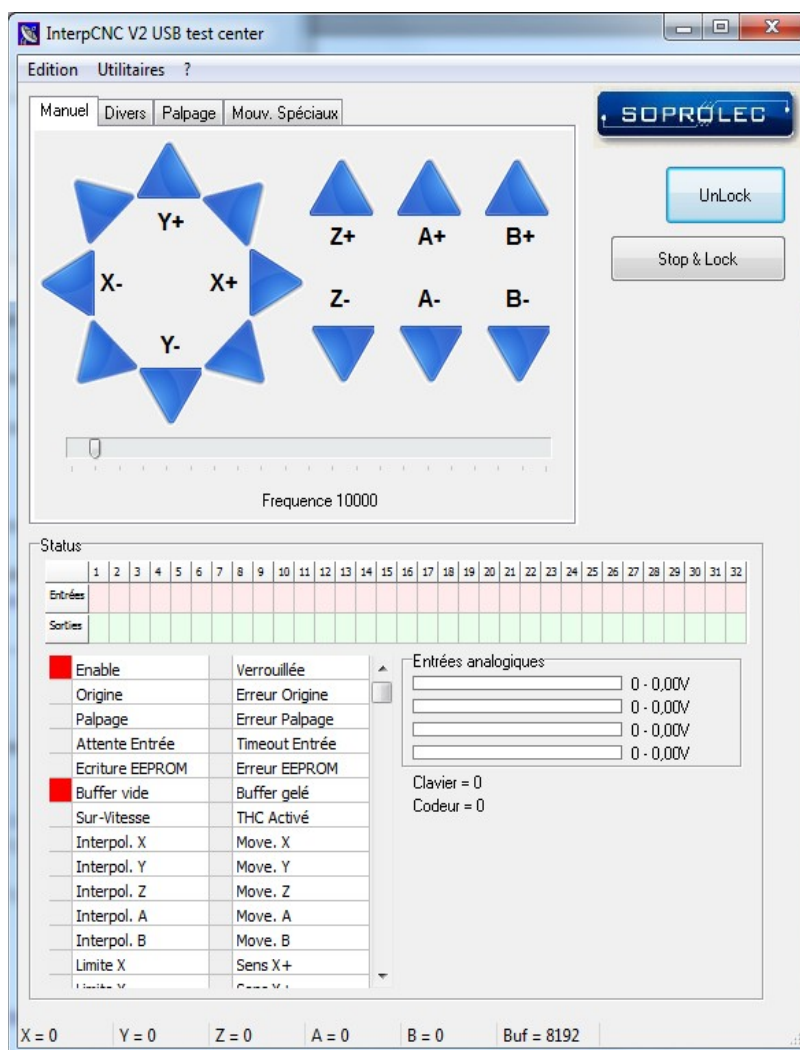 InterpCNC V2 USB test center
Edition Utilitaires ?
Manuel Divers Palpage Mouv. Spéciaux
SOPROLEC
UnLock
Stop & Lock
Y+
X- X+
Y-
Z+ A+ B+
Z- A- B-
Frequence 10000
Status
1 2 3 4 5 6 7 8 9 10 11 12 13 14 15 16 17 18 19 20 21 22 23 24 25 26 27 28 29 30 31 32
Entrées
Sorties
Enable Verrouillée
Origine Erreur Origine
Palpage Erreur Palpage
Attente Entrée Timeout Entrée
Ecriture EEPROM Erreur EEPROM
Buffer vide Buffer gelé
Sur-Vitesse THC Activé
Interpol. X Move. X
Interpol. Y Move. Y
Interpol. Z Move. Z
Interpol. A Move. A
Interpol. B Move. B
Limite X Sens X+
Entrées analogiques
0 - 0,00V
0 - 0,00V
0 - 0,00V
0 - 0,00V
Clavier = 0
Codeur = 0
X = 0 Y = 0 Z = 0 A = 0 B = 0 Buf = 8192